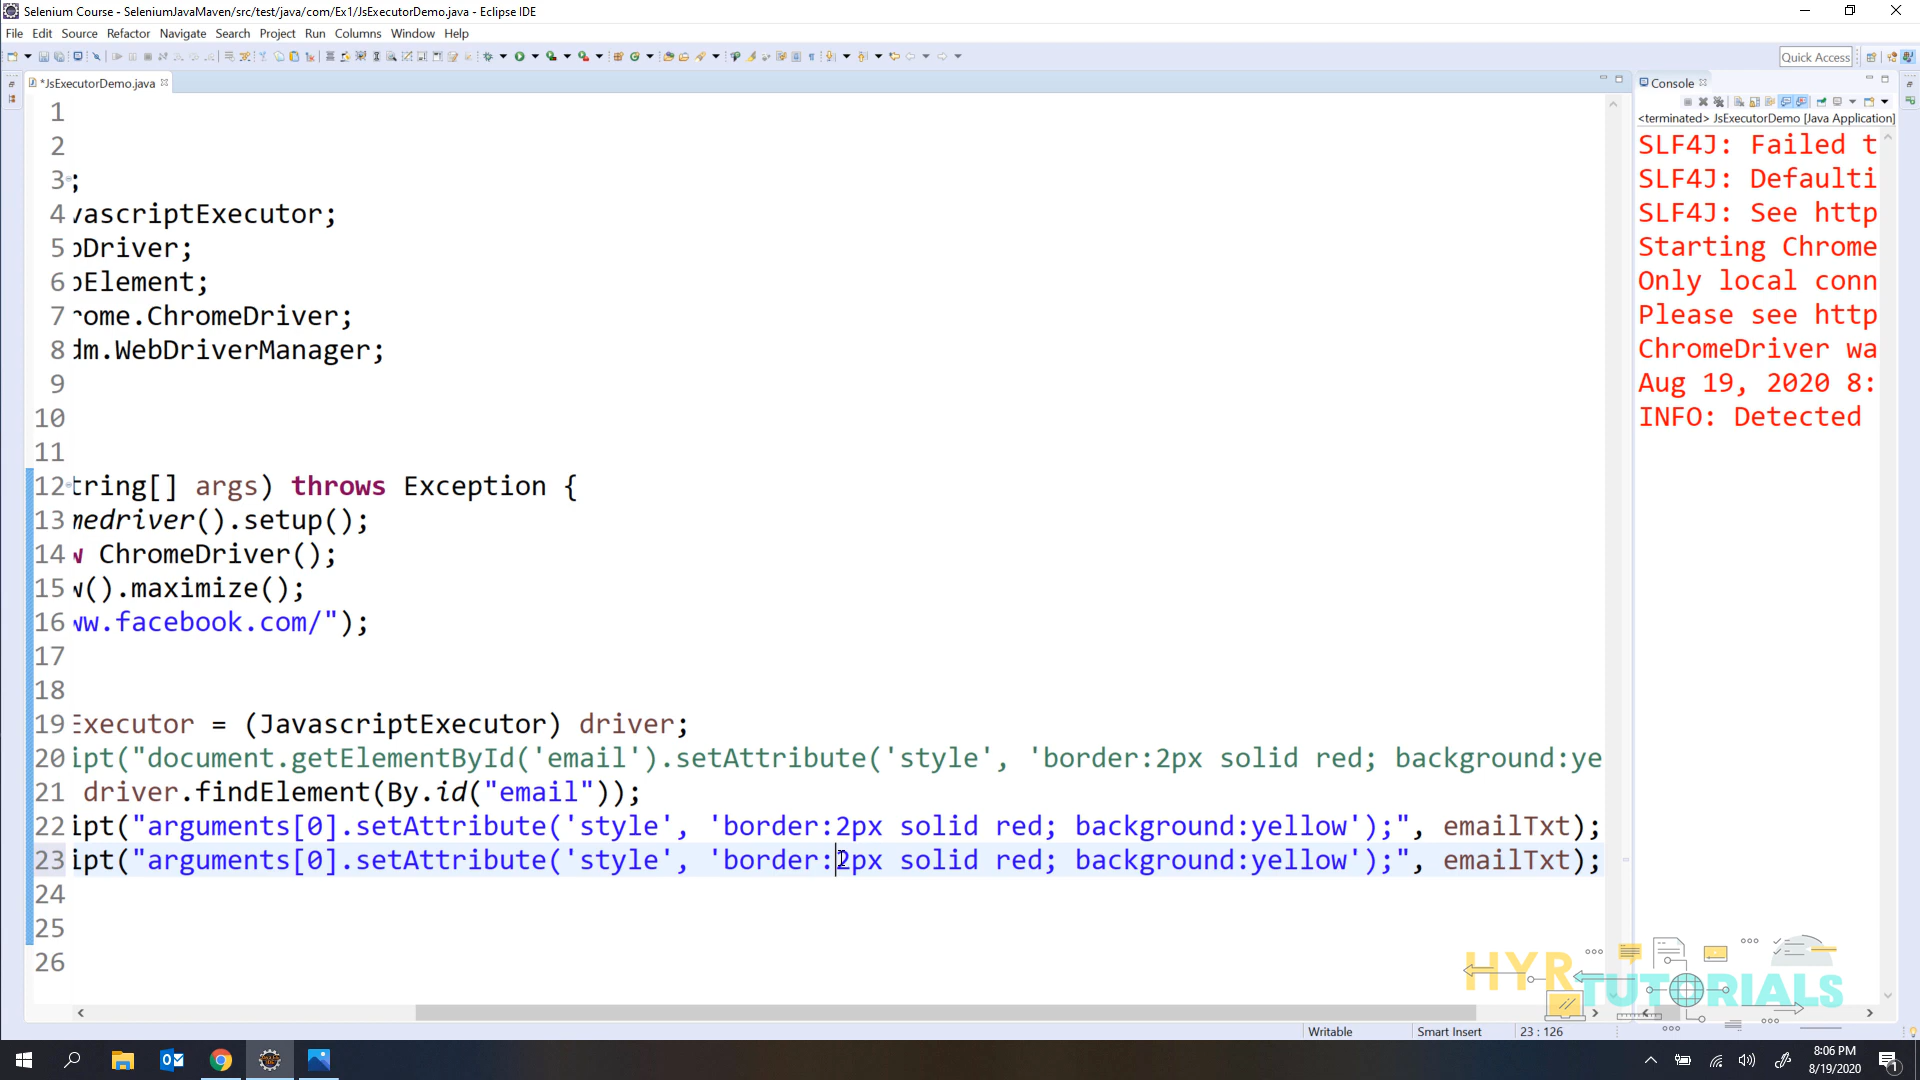 Selenium Course - SeleniumJavaMaven/src/test/java/com/Ex1/JsExecutorDemo.java - Eclipse IDE
File Edit Source Refactor Navigate Search Project Run Columns Window Help
Quick Access
*JsExecutorDemo.java
Console
<terminated> JsExecutorDemo [Java Application]
1
2
3 ;
4 vascriptExecutor;
5 bDriver;
6 bElement;
7 rome.ChromeDriver;
8 dm.WebDriverManager;
9
10
11
12 tring[] args) throws Exception {
13 medriver().setup();
14 w ChromeDriver();
15 w().maximize();
16 ww.facebook.com/");
17
18
19 Executor = (JavascriptExecutor) driver;
20 ipt("document.getElementById('email').setAttribute('style', 'border:2px solid red; background:ye
21 driver.findElement(By.id("email"));
22 ipt("arguments[0].setAttribute('style', 'border:2px solid red; background:yellow');", emailTxt);
23 ipt("arguments[0].setAttribute('style', 'border:2px solid red; background:yellow');", emailTxt);
24
25
26
SLF4J: Failed t
SLF4J: Defaulti
SLF4J: See http
Starting Chrome
Only local conn
Please see http
ChromeDriver wa
Aug 19, 2020 8:
INFO: Detected
HYR
TUTORIALS
Writable Smart Insert 23 : 126
8:06 PM
8/19/2020
1